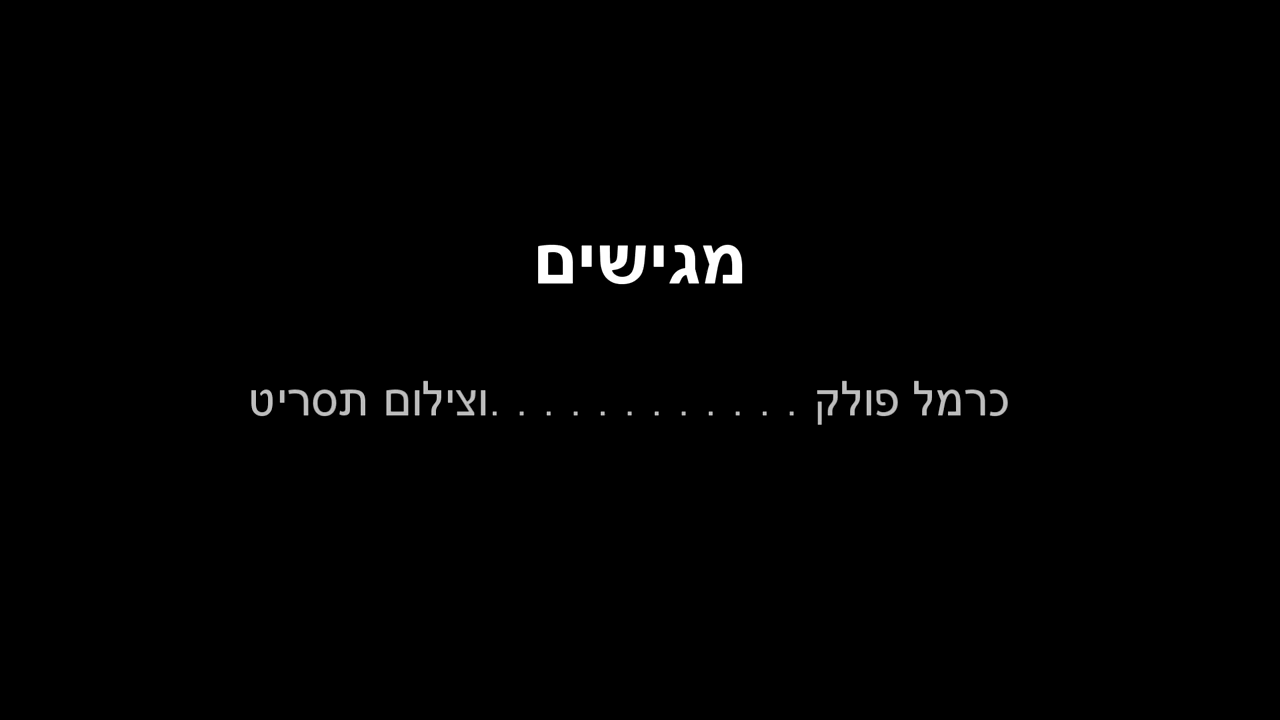 מגישים
כרמל פולק . . . . . . . . . . . .וצילום תסריט